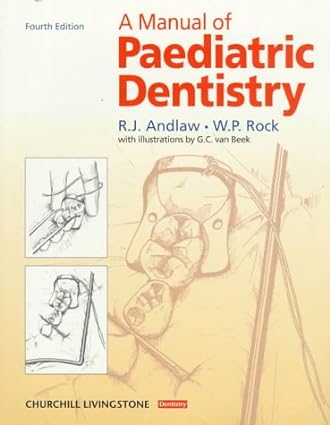 Fourth Edition
A Manual of
Paediatric
Dentistry
R.J. Andlaw • W.P. Rock
with illustrations by G.C. van Beek
CHURCHILL LIVINGSTONE
Dentistry